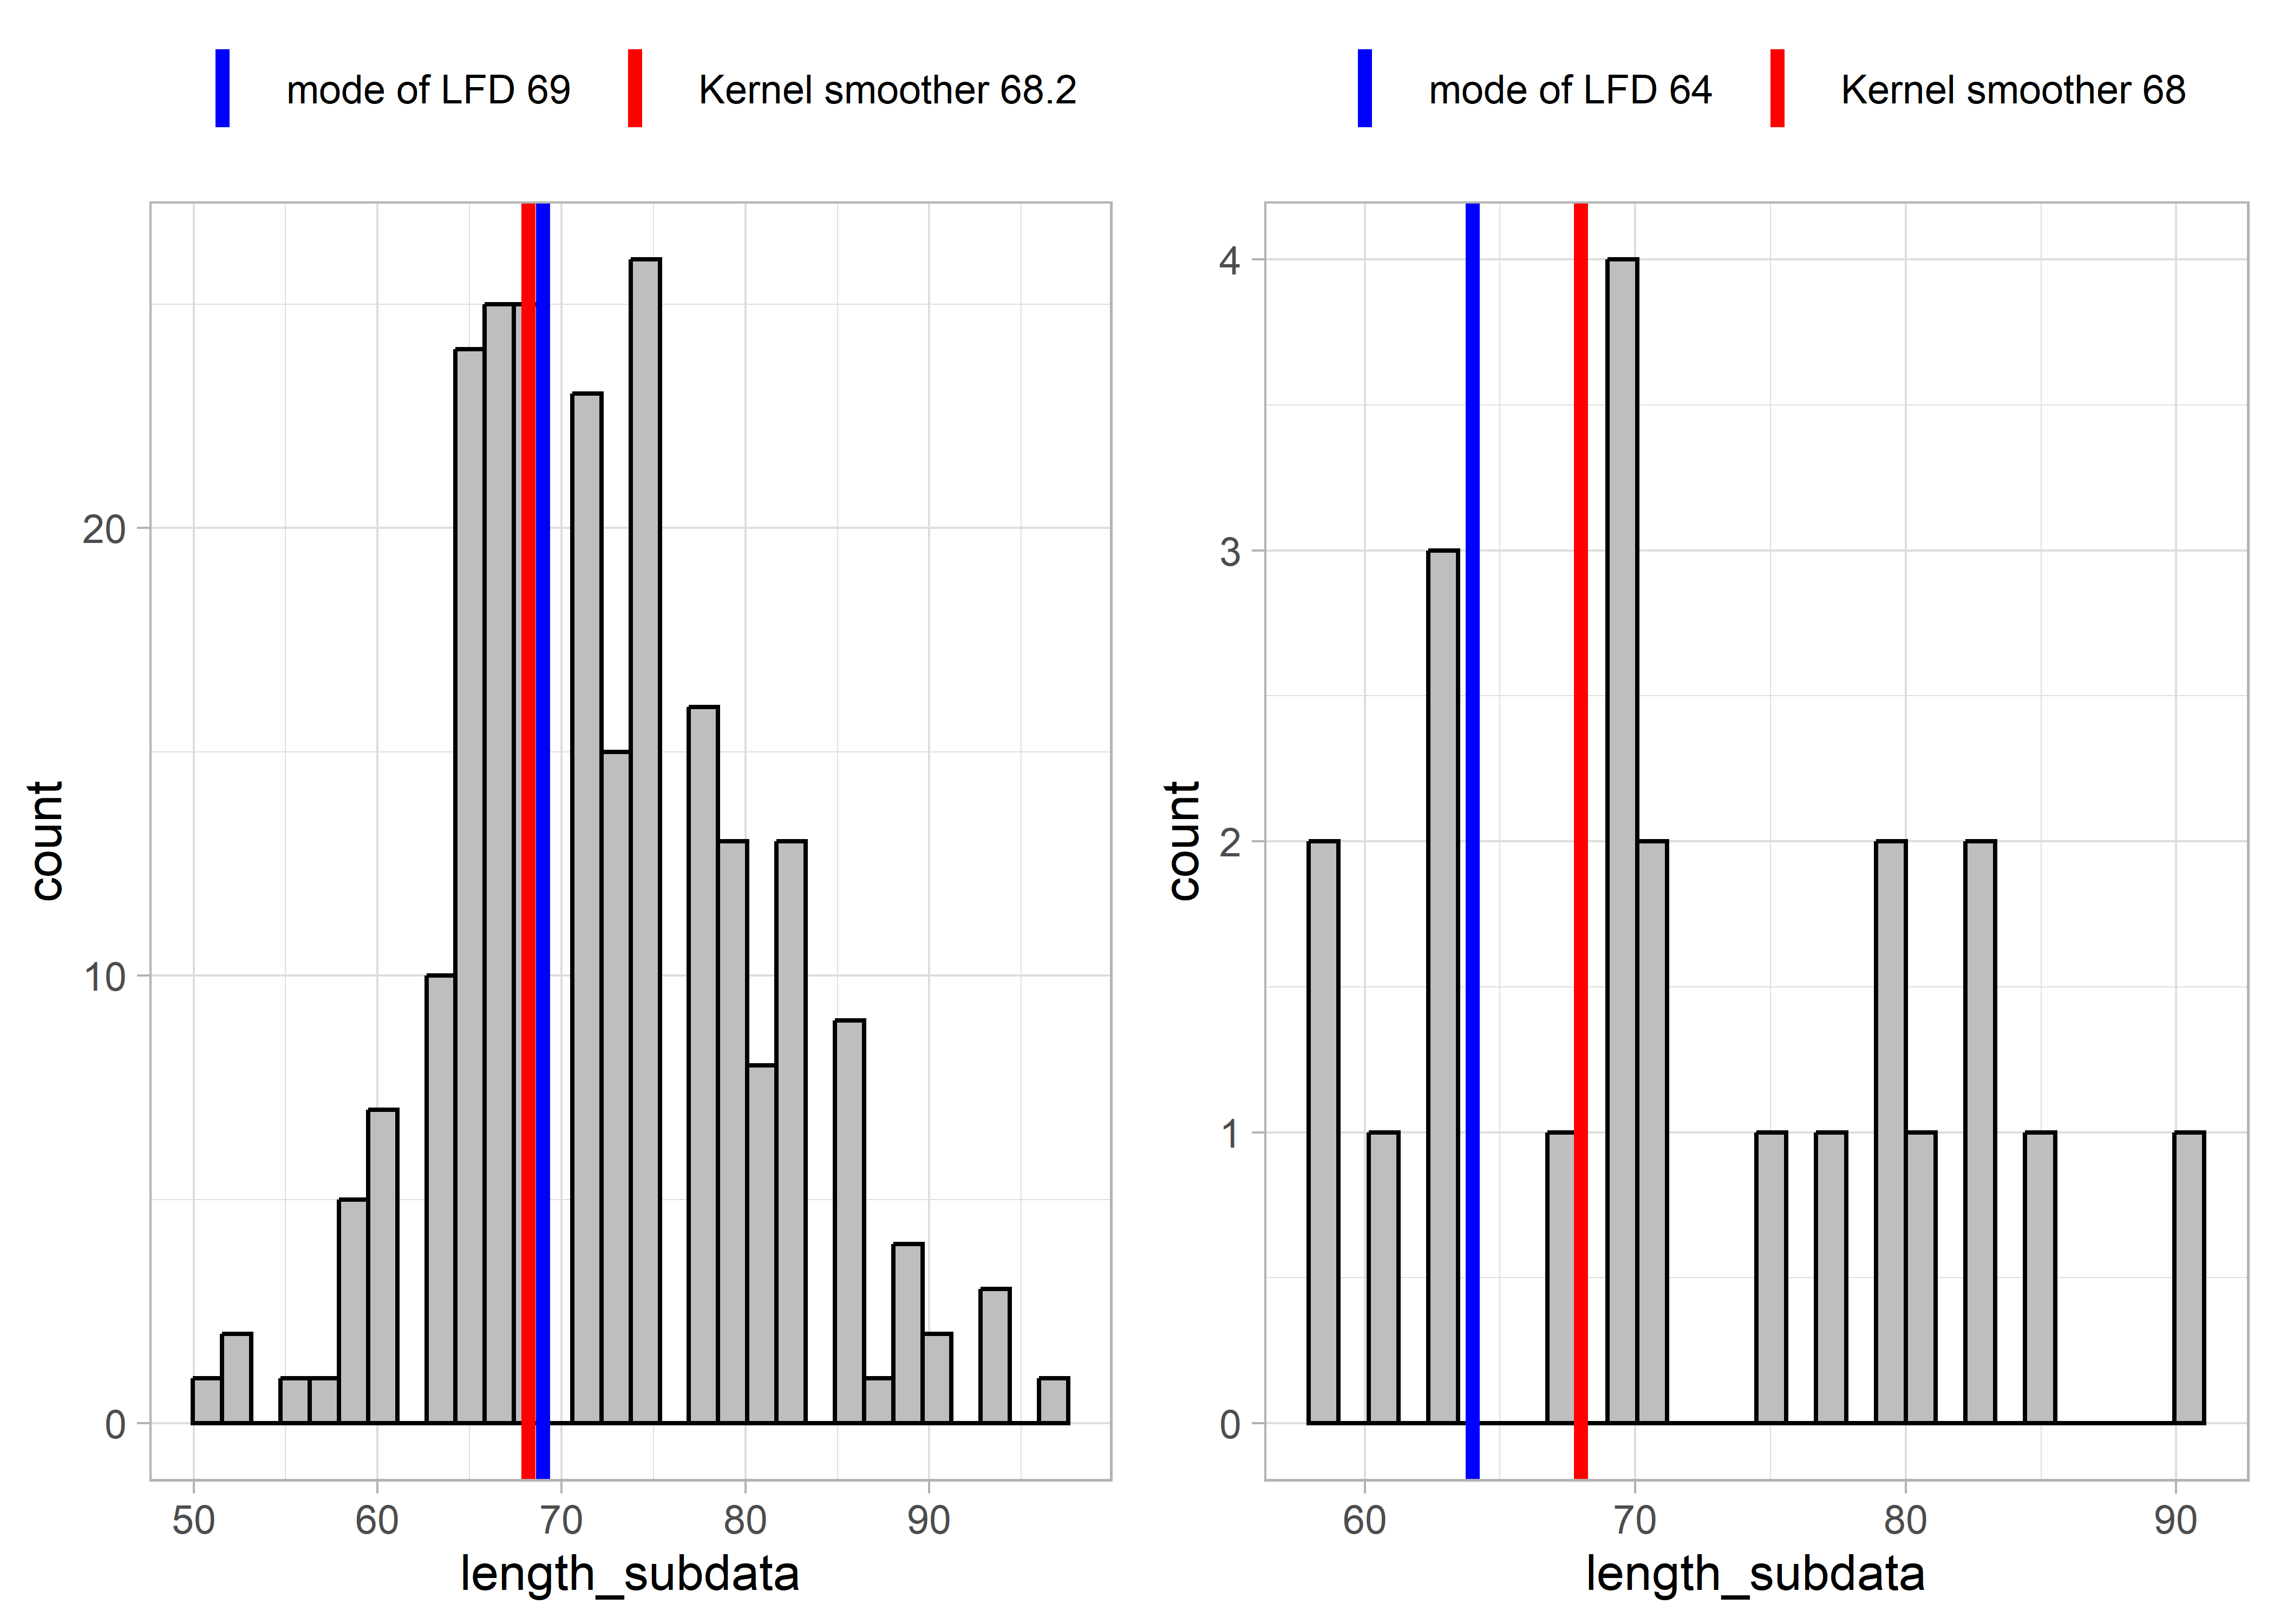 mode of LFD 69 Kernel smoother 68.2
mode of LFD 64 Kernel smoother 68
count
20
10
0
50 60 70 80 90
length_subdata
count
4
3
2
1
0
60 70 80 90
length_subdata